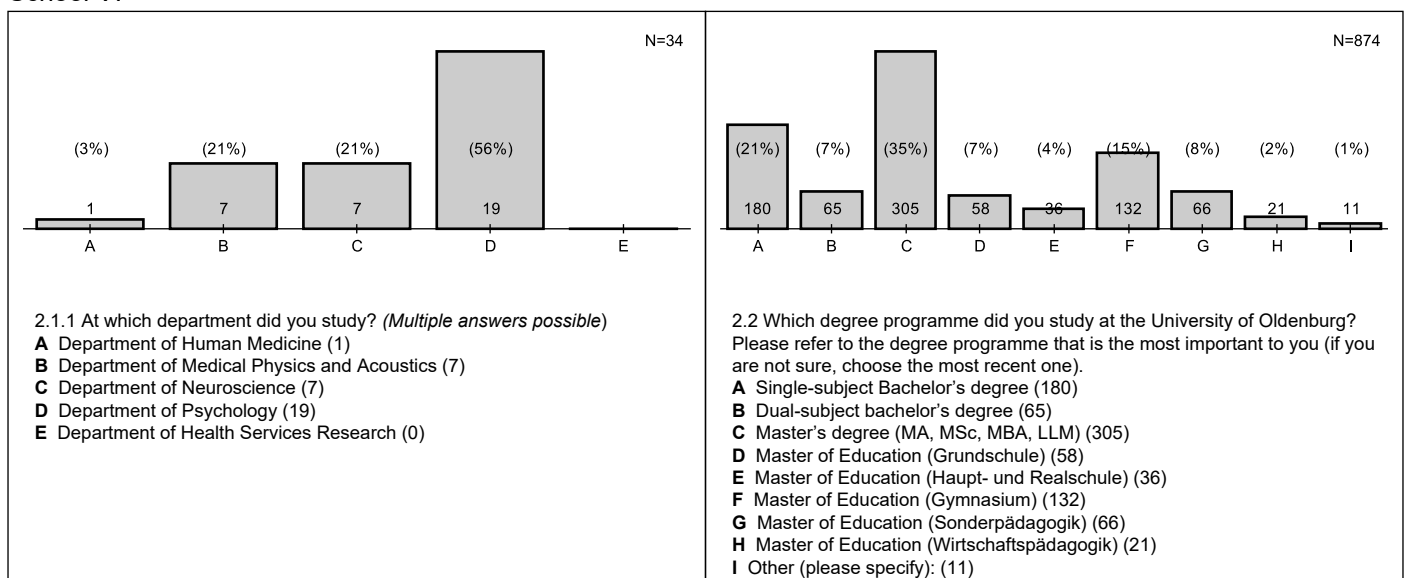 N=34
(3%) (21%) (21%) (56%)
1 7 7 19
A B C D E
2.1.1 At which department did you study? (Multiple answers possible)
A Department of Human Medicine (1)
B Department of Medical Physics and Acoustics (7)
C Department of Neuroscience (7)
D Department of Psychology (19)
E Department of Health Services Research (0)
N=874
(21%) (7%) (35%) (7%) (4%) (15%) (8%) (2%) (1%)
180 65 305 58 36 132 66 21 11
A B C D E F G H I
2.2 Which degree programme did you study at the University of Oldenburg?
Please refer to the degree programme that is the most important to you (if you
are not sure, choose the most recent one).
A Single-subject Bachelor's degree (180)
B Dual-subject bachelor's degree (65)
C Master's degree (MA, MSc, MBA, LLM) (305)
D Master of Education (Grundschule) (58)
E Master of Education (Haupt- und Realschule) (36)
F Master of Education (Gymnasium) (132)
G Master of Education (Sonderpädagogik) (66)
H Master of Education (Wirtschaftspädagogik) (21)
I Other (please specify): (11)